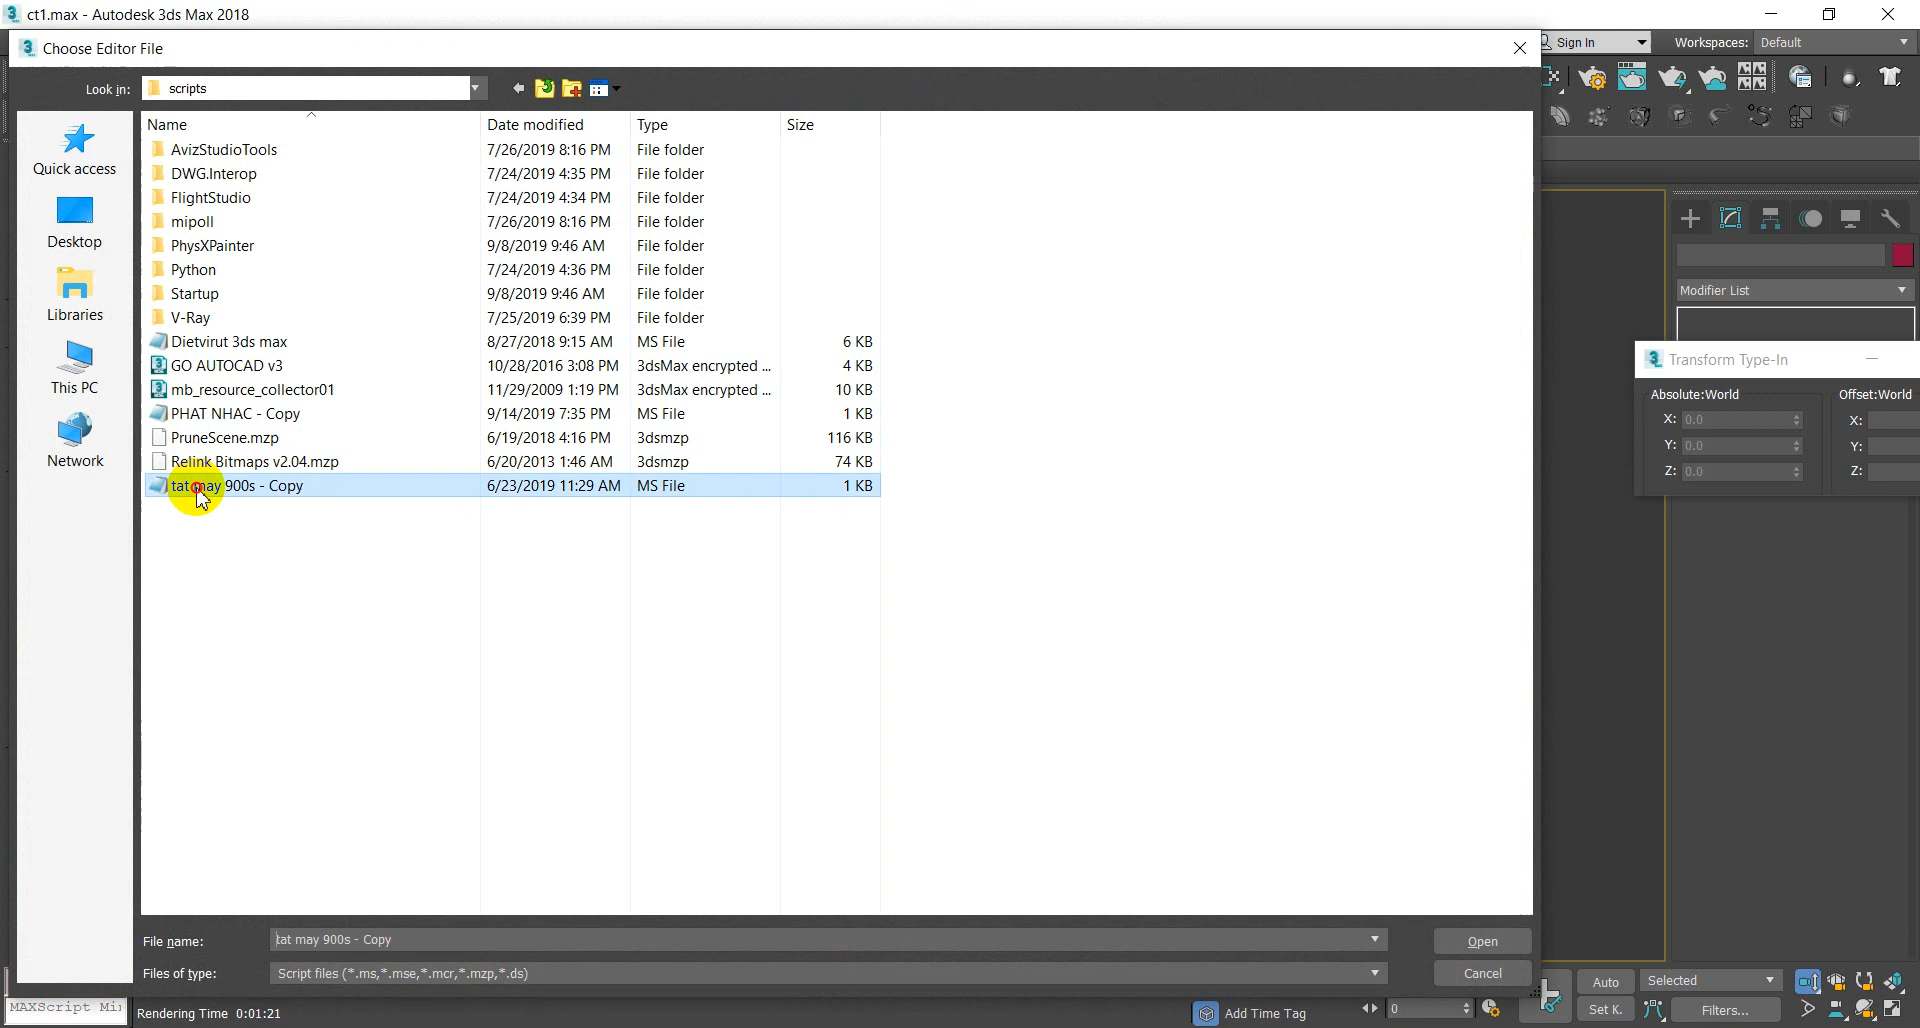 ct1.max - Autodesk 3ds Max 2018
Choose Editor File
Sign In
Workspaces: Default
Look in: scripts
Name Date modified Type Size
AvizStudioTools 7/26/2019 8:16 PM File folder
DWG.Interop 7/24/2019 4:35 PM File folder
FlightStudio 7/24/2019 4:34 PM File folder
mipoll 7/26/2019 8:16 PM File folder
PhysXPainter 9/8/2019 9:46 AM File folder
Python 7/24/2019 4:36 PM File folder
Startup 9/8/2019 9:46 AM File folder
V-Ray 7/25/2019 6:39 PM File folder
Dietvirut 3ds max 8/27/2018 9:15 AM MS File 6 KB
GO AUTOCAD v3 10/28/2016 3:08 PM 3dsMax encrypted ... 4 KB
mb_resource_collector01 11/29/2009 1:19 PM 3dsMax encrypted ... 10 KB
PHAT NHAC - Copy 9/14/2019 7:35 PM MS File 1 KB
PruneScene.mzp 6/19/2018 4:16 PM 3dsmzp 116 KB
Relink Bitmaps v2.04.mzp 6/20/2013 1:46 AM 3dsmzp 74 KB
tat may 900s - Copy 6/23/2019 11:29 AM MS File 1 KB
Quick access
Desktop
Libraries
This PC
Network
Modifier List
Transform Type-In
Absolute:World Offset:World
X: 0.0 X:
Y: 0.0 Y:
Z: 0.0 Z:
File name: tat may 900s - Copy Open
Files of type: Script files (*.ms,*.mse,*.mcr,*.mzp,*.ds) Cancel
Auto Selected
MAXScript Mi
Rendering Time 0:01:21
Add Time Tag
0
Set K. Filters...